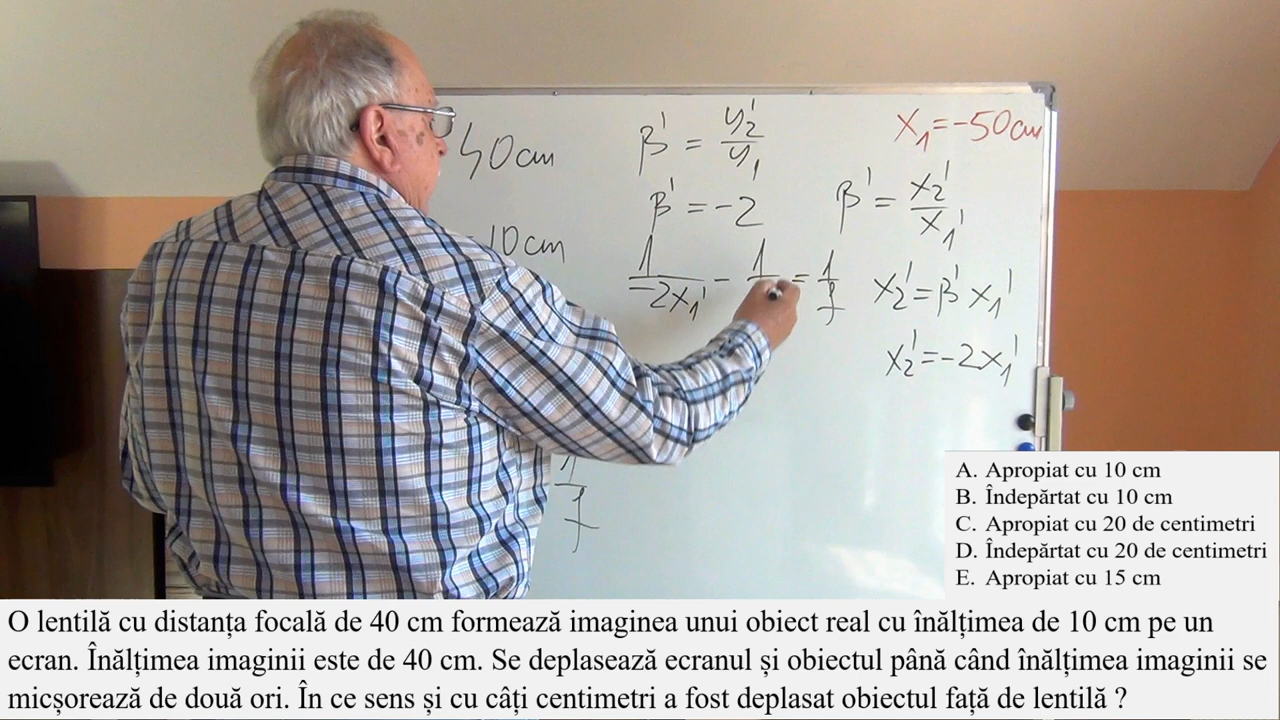 40cm
10cm
β' = y2'/y1
β' = -2
1/-2x1' - 1/ = 1/f
x1=-50cm
β' = x2'/x1'
x2'=β'x1'
x2'=-2x1'
1/f
A. Apropiat cu 10 cm
B. Îndepărtat cu 10 cm
C. Apropiat cu 20 de centimetri
D. Îndepărtat cu 20 de centimetri
E. Apropiat cu 15 cm
O lentilă cu distanța focală de 40 cm formează imaginea unui obiect real cu înălțimea de 10 cm pe un
ecran. Înălțimea imaginii este de 40 cm. Se deplasează ecranul și obiectul până când înălțimea imaginii se
micșorează de două ori. În ce sens și cu câți centimetri a fost deplasat obiectul față de lentilă ?